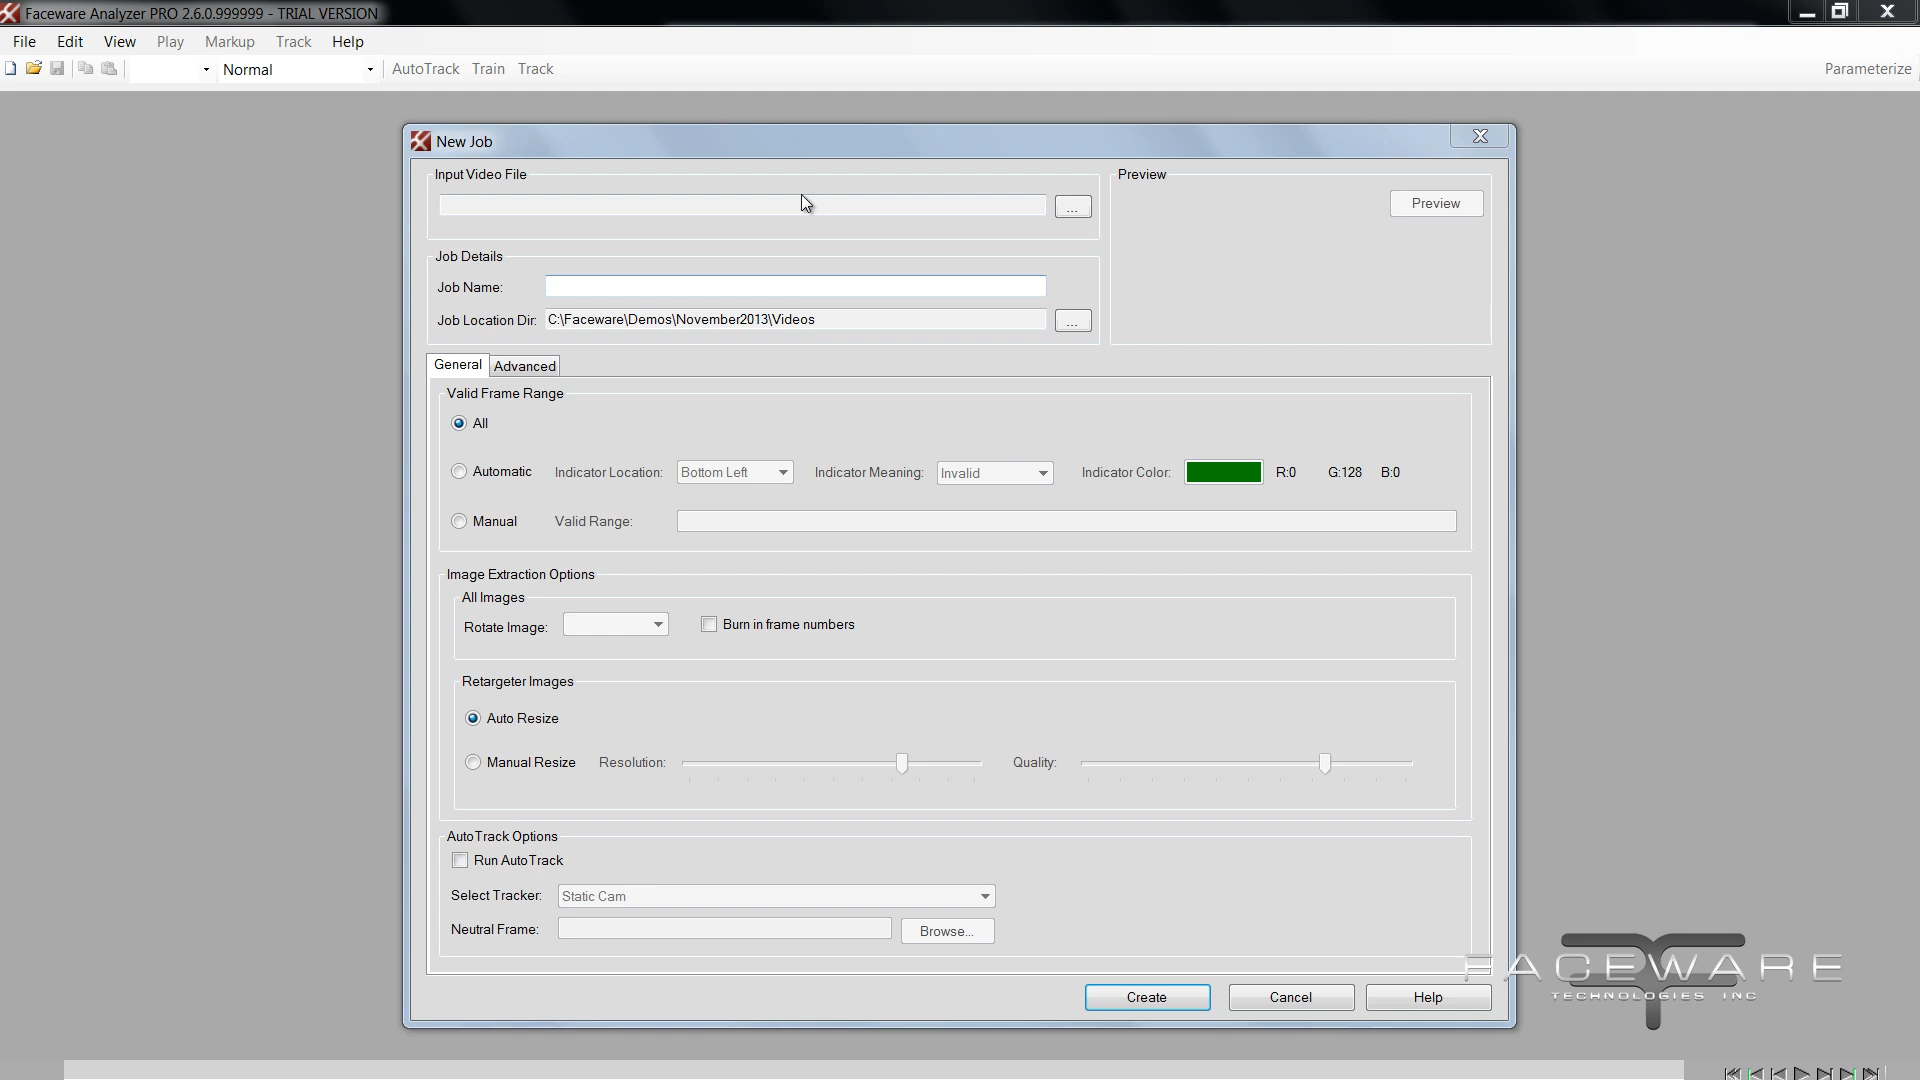 Faceware Analyzer PRO 2.6.0.999999 - TRIAL VERSION
File Edit View Play Markup Track Help
Normal AutoTrack Train Track Parameterize
New Job
Input Video File
...
Preview
Preview
Job Details
Job Name:
Job Location Dir: C:\Faceware\Demos\November2013\Videos ...
General Advanced
Valid Frame Range
All
Automatic Indicator Location: Bottom Left Indicator Meaning: Invalid Indicator Color: R:0 G:128 B:0
Manual Valid Range:
Image Extraction Options
All Images
Rotate Image: Burn in frame numbers
Retargeter Images
Auto Resize
Manual Resize Resolution: Quality:
AutoTrack Options
Run AutoTrack
Select Tracker: Static Cam
Neutral Frame: Browse...
Create Cancel Help
FACEWARE
TECHNOLOGIES INC